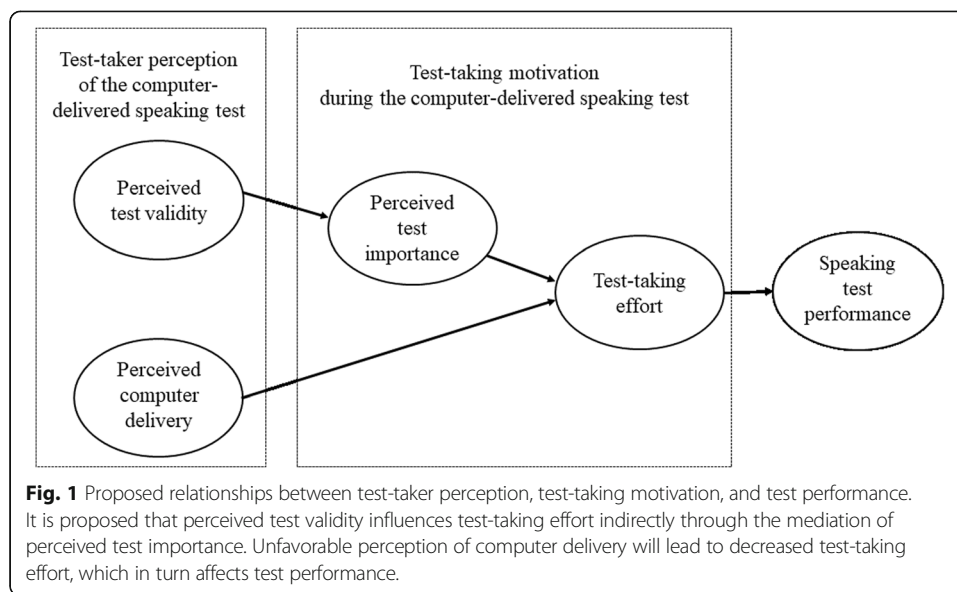 Test-taker perception
of the computer-
delivered speaking test
Test-taking motivation
during the computer-delivered speaking test
Perceived
test validity
Perceived
test
importance
Test-taking
effort
Speaking
test
performance
Perceived
computer
delivery
Fig. 1 Proposed relationships between test-taker perception, test-taking motivation, and test performance.
It is proposed that perceived test validity influences test-taking effort indirectly through the mediation of
perceived test importance. Unfavorable perception of computer delivery will lead to decreased test-taking
effort, which in turn affects test performance.